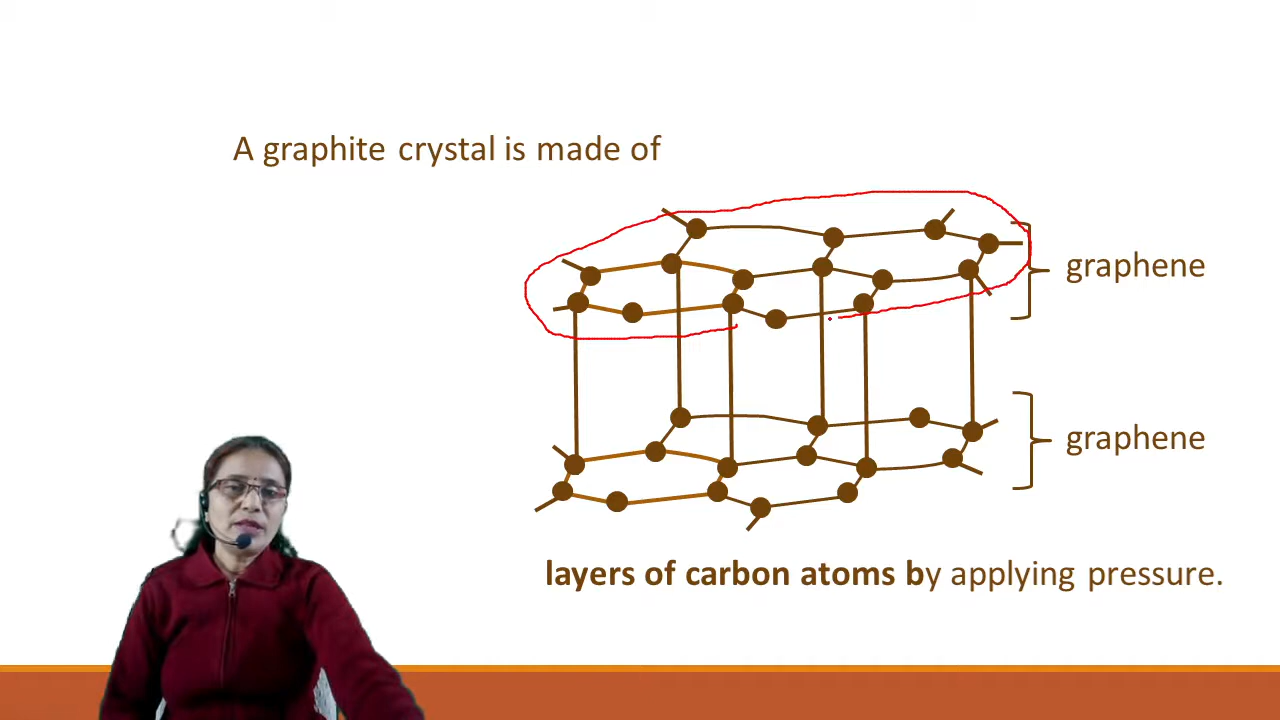 A graphite crystal is made of
graphene
graphene
layers of carbon atoms by applying pressure.